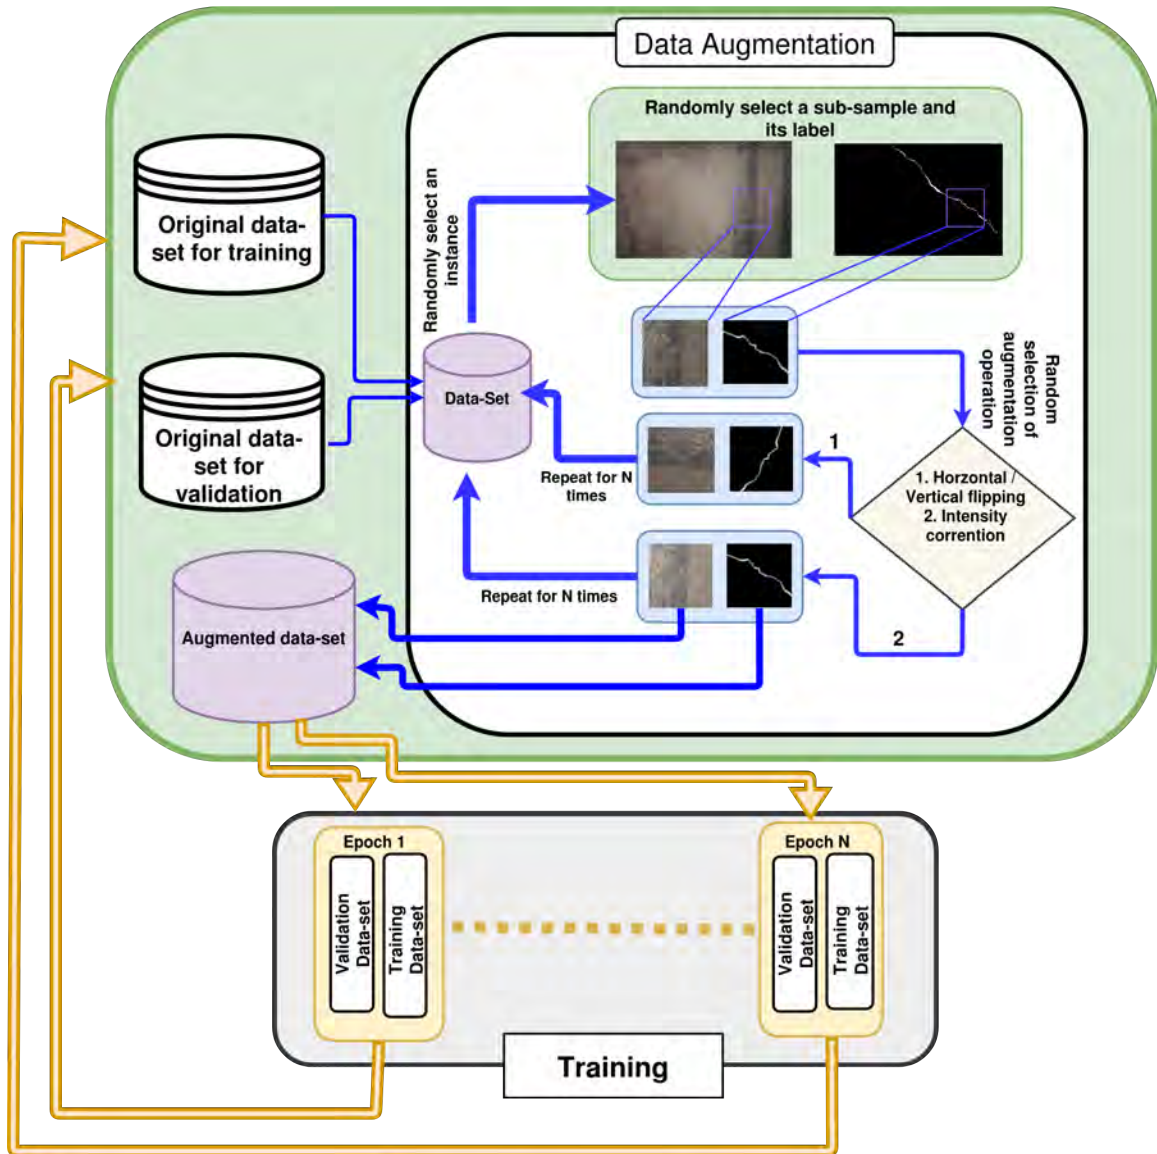 Data Augmentation
Randomly select a sub-sample and
its label
Original data-
set for training
Randomly select an
instance
Original data-
set for
validation
Data-Set
Random
selection of
augmentation
operation
1
Repeat for N
times
1. Horzontal /
Vertical flipping
2. Intensity
corrention
Repeat for N times
2
Augmented data-set
Epoch 1
Validation
Data-set
Training
Data-set
Epoch N
Validation
Data-set
Training
Data-set
Training